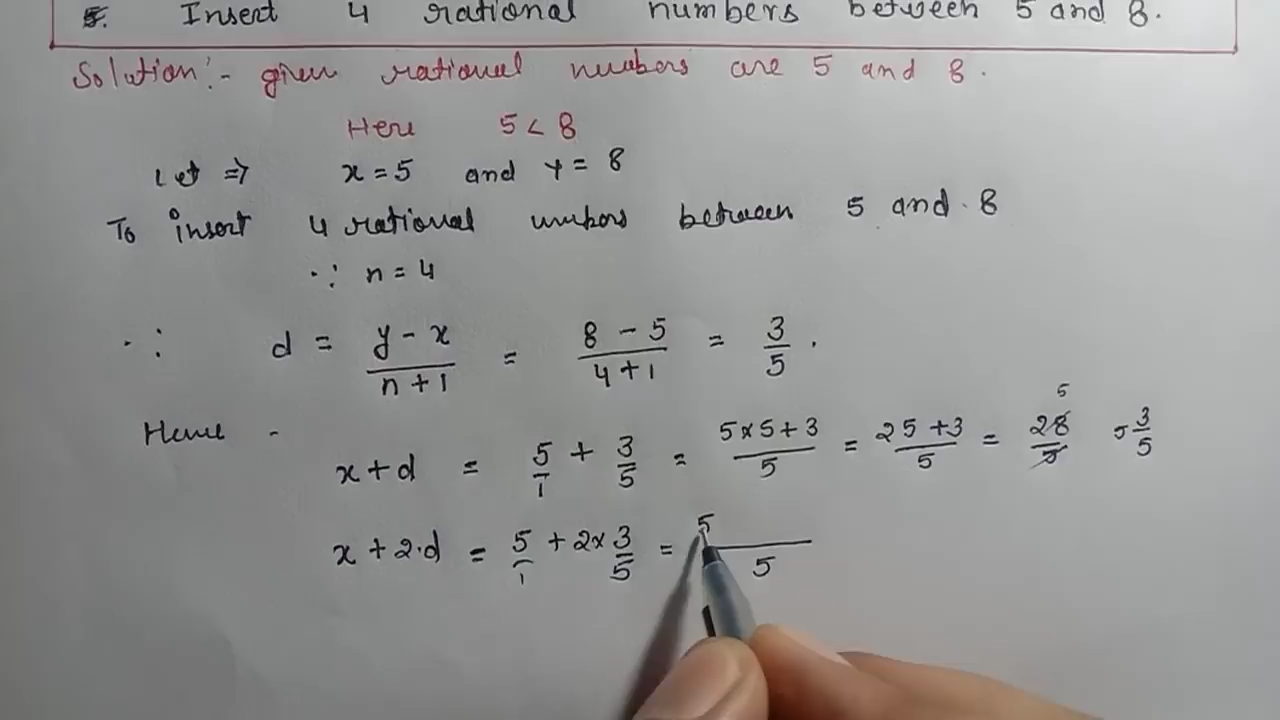 5. Insert 4 rational numbers between 5 and 8.
Solution:- given rational numbers are 5 and 8.
Here 5 < 8
Let ⇒ x = 5 and y = 8
To insert 4 rational numbers between 5 and 8
∵ n = 4
∵ d = y - x / n + 1 = 8 - 5 / 4 + 1 = 3/5.
Hence - x + d = 5/1 + 3/5 = 5×5+3 / 5 = 25+3 / 5 = 28/5 5 5 3/5
x + 2·d = 5/1 + 2× 3/5 = 5 / 5